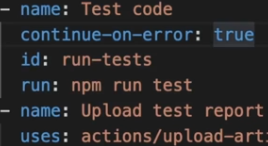 - name: Test code
continue-on-error: true
id: run-tests
run: npm run test
- name: Upload test report
uses: actions/upload-art